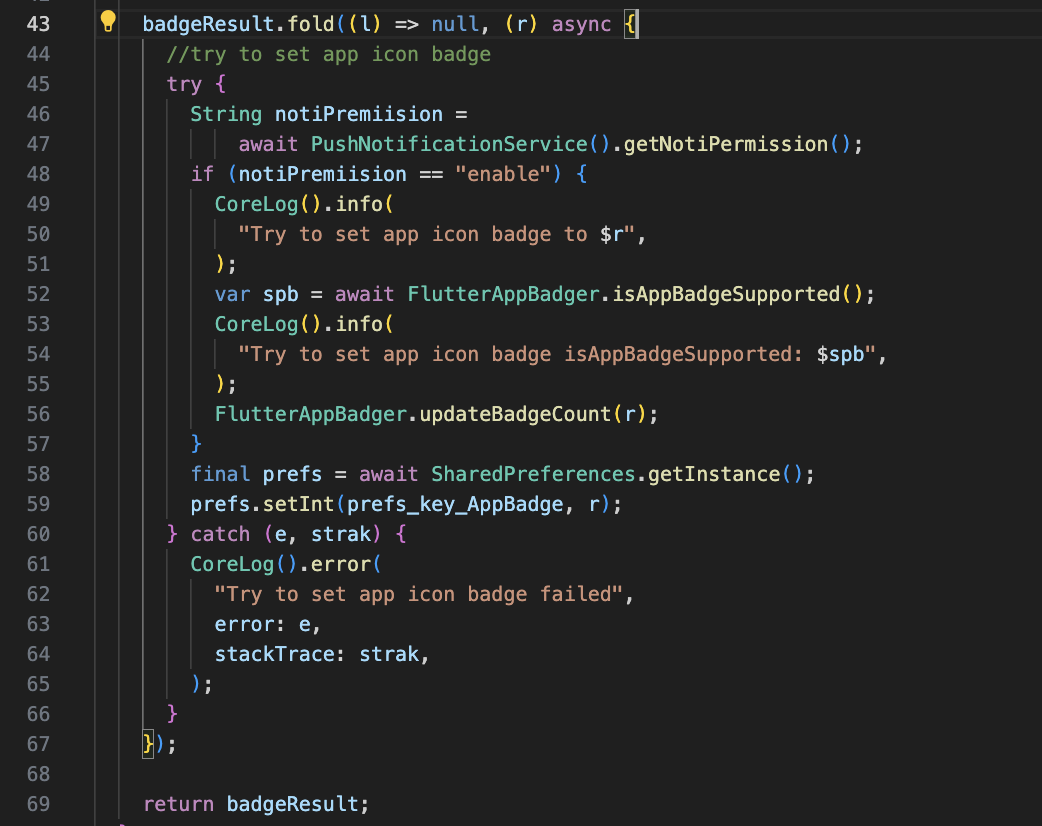 43 badgeResult.fold((l) => null, (r) async {
44 //try to set app icon badge
45 try {
46 String notiPremiision =
47 await PushNotificationService().getNotiPermission();
48 if (notiPremiision == "enable") {
49 CoreLog().info(
50 "Try to set app icon badge to $r",
51 );
52 var spb = await FlutterAppBadger.isAppBadgeSupported();
53 CoreLog().info(
54 "Try to set app icon badge isAppBadgeSupported: $spb",
55 );
56 FlutterAppBadger.updateBadgeCount(r);
57 }
58 final prefs = await SharedPreferences.getInstance();
59 prefs.setInt(prefs_key_AppBadge, r);
60 } catch (e, strak) {
61 CoreLog().error(
62 "Try to set app icon badge failed",
63 error: e,
64 stackTrace: strak,
65 );
66 }
67 });
68
69 return badgeResult;